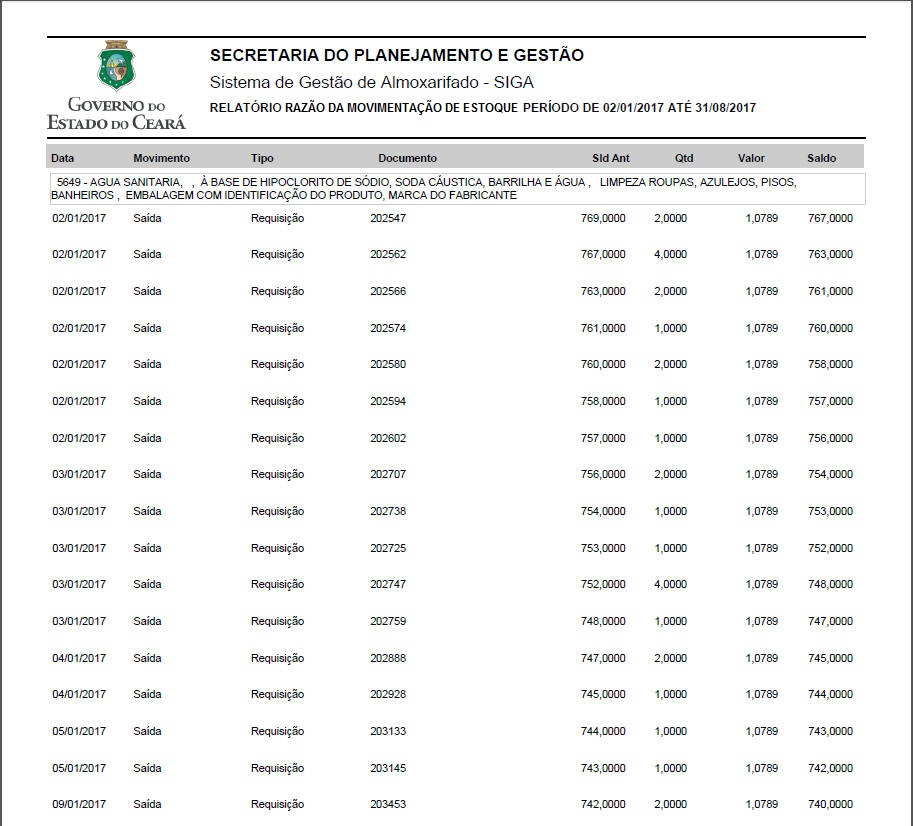 GOVERNO DO
ESTADO DO CEARÁ
SECRETARIA DO PLANEJAMENTO E GESTÃO
Sistema de Gestão de Almoxarifado - SIGA
RELATÓRIO RAZÃO DA MOVIMENTAÇÃO DE ESTOQUE PERÍODO DE 02/01/2017 ATÉ 31/08/2017
Data Movimento Tipo Documento Sld Ant Qtd Valor Saldo
5649 - AGUA SANITARIA, , À BASE DE HIPOCLORITO DE SÓDIO, SODA CÁUSTICA, BARRILHA E ÁGUA , LIMPEZA ROUPAS, AZULEJOS, PISOS,
BANHEIROS , EMBALAGEM COM IDENTIFICAÇÃO DO PRODUTO, MARCA DO FABRICANTE
02/01/2017 Saída Requisição 202547 769,0000 2,0000 1,0789 767,0000
02/01/2017 Saída Requisição 202562 767,0000 4,0000 1,0789 763,0000
02/01/2017 Saída Requisição 202566 763,0000 2,0000 1,0789 761,0000
02/01/2017 Saída Requisição 202574 761,0000 1,0000 1,0789 760,0000
02/01/2017 Saída Requisição 202580 760,0000 2,0000 1,0789 758,0000
02/01/2017 Saída Requisição 202594 758,0000 1,0000 1,0789 757,0000
02/01/2017 Saída Requisição 202602 757,0000 1,0000 1,0789 756,0000
03/01/2017 Saída Requisição 202707 756,0000 2,0000 1,0789 754,0000
03/01/2017 Saída Requisição 202738 754,0000 1,0000 1,0789 753,0000
03/01/2017 Saída Requisição 202725 753,0000 1,0000 1,0789 752,0000
03/01/2017 Saída Requisição 202747 752,0000 4,0000 1,0789 748,0000
03/01/2017 Saída Requisição 202759 748,0000 1,0000 1,0789 747,0000
04/01/2017 Saída Requisição 202888 747,0000 2,0000 1,0789 745,0000
04/01/2017 Saída Requisição 202928 745,0000 1,0000 1,0789 744,0000
05/01/2017 Saída Requisição 203133 744,0000 1,0000 1,0789 743,0000
05/01/2017 Saída Requisição 203145 743,0000 1,0000 1,0789 742,0000
09/01/2017 Saída Requisição 203453 742,0000 2,0000 1,0789 740,0000